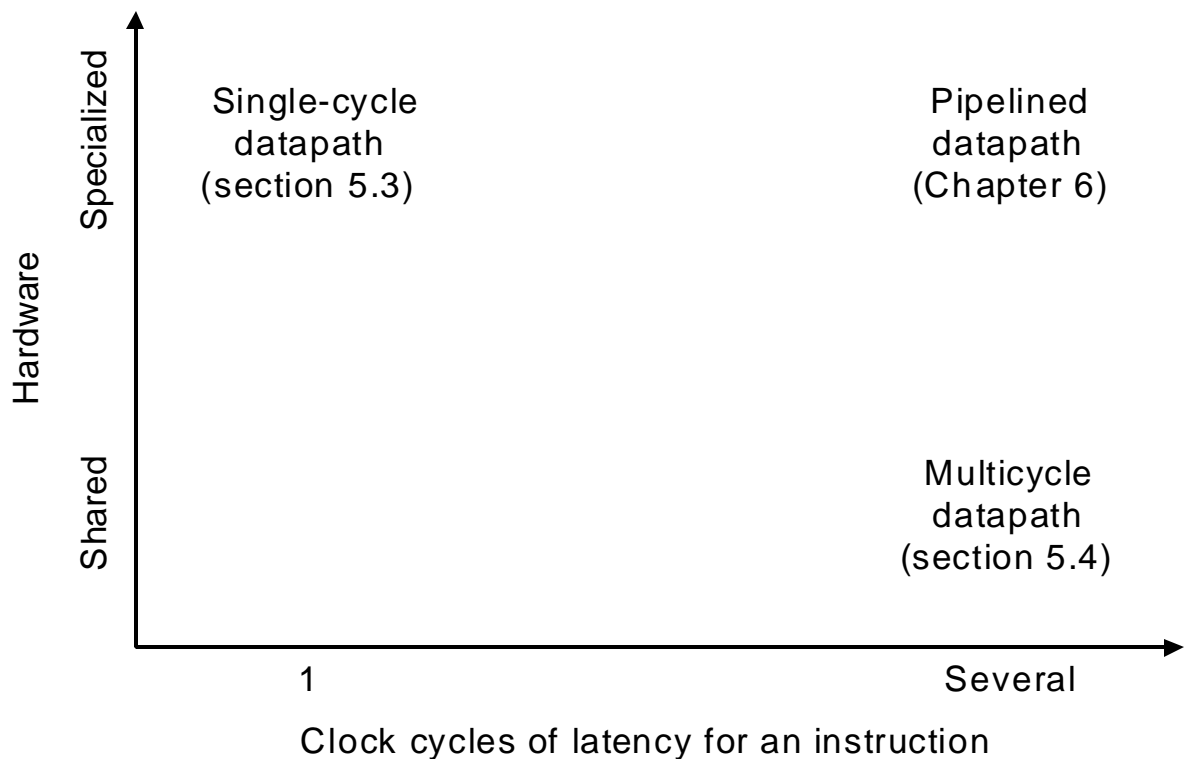 Specialized
Single-cycle
datapath
(section 5.3)
Pipelined
datapath
(Chapter 6)
Hardware
Shared
Multicycle
datapath
(section 5.4)
1
Several
Clock cycles of latency for an instruction